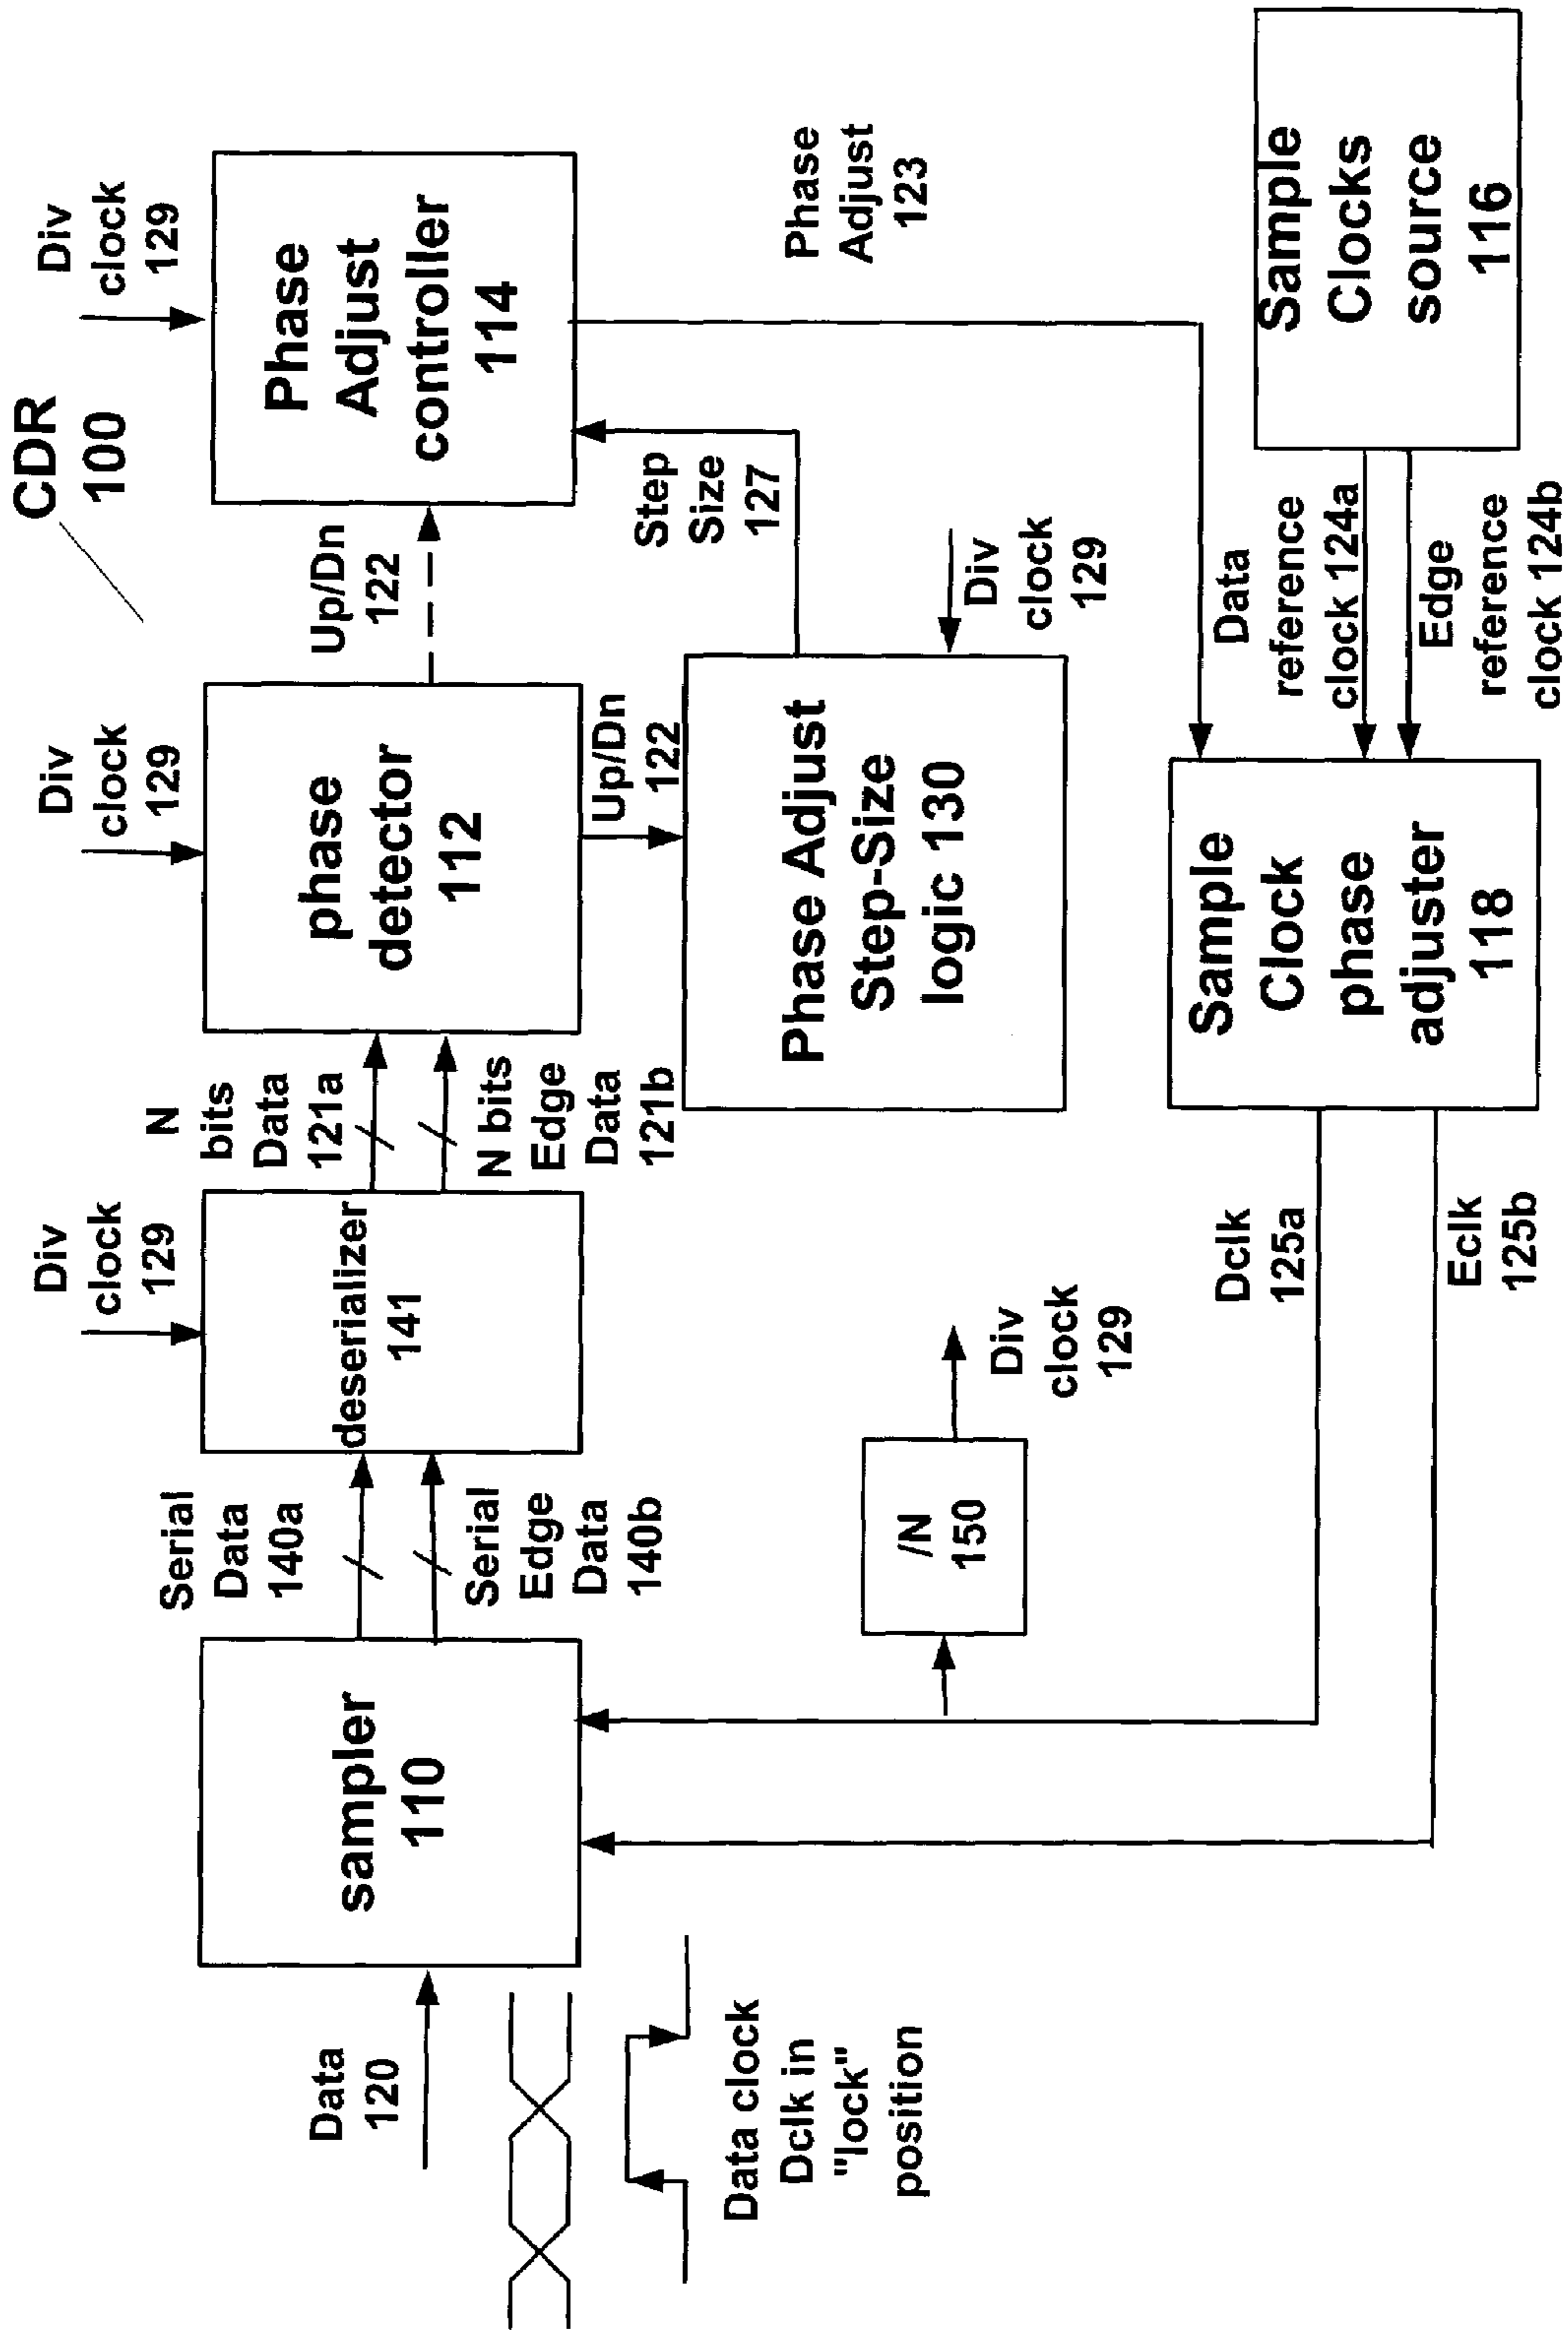 CDR
100
Div
clock
129
Div
clock
129
Div
clock
129
Serial
Data
140a
N
bits
Data
121a
Up/Dn
122
Data
120
sampler
110
deserializer
141
phase
detector
112
Phase
Adjust
controller
114
Serial
Edge
Data
140b
N bits
Edge
Data
121b
Up/Dn
122
Step
Size
127
Phase
Adjust
123
Data clock
Dclk in
"lock"
position
/N
150
Div
clock
129
Phase Adjust
Step-Size
logic 130
Div
clock
129
Dclk
125a
Eclk
125b
Sample
Clock
phase
adjuster
118
Data
reference
clock 124a
Edge
reference
clock 124b
Sample
Clocks
source
116